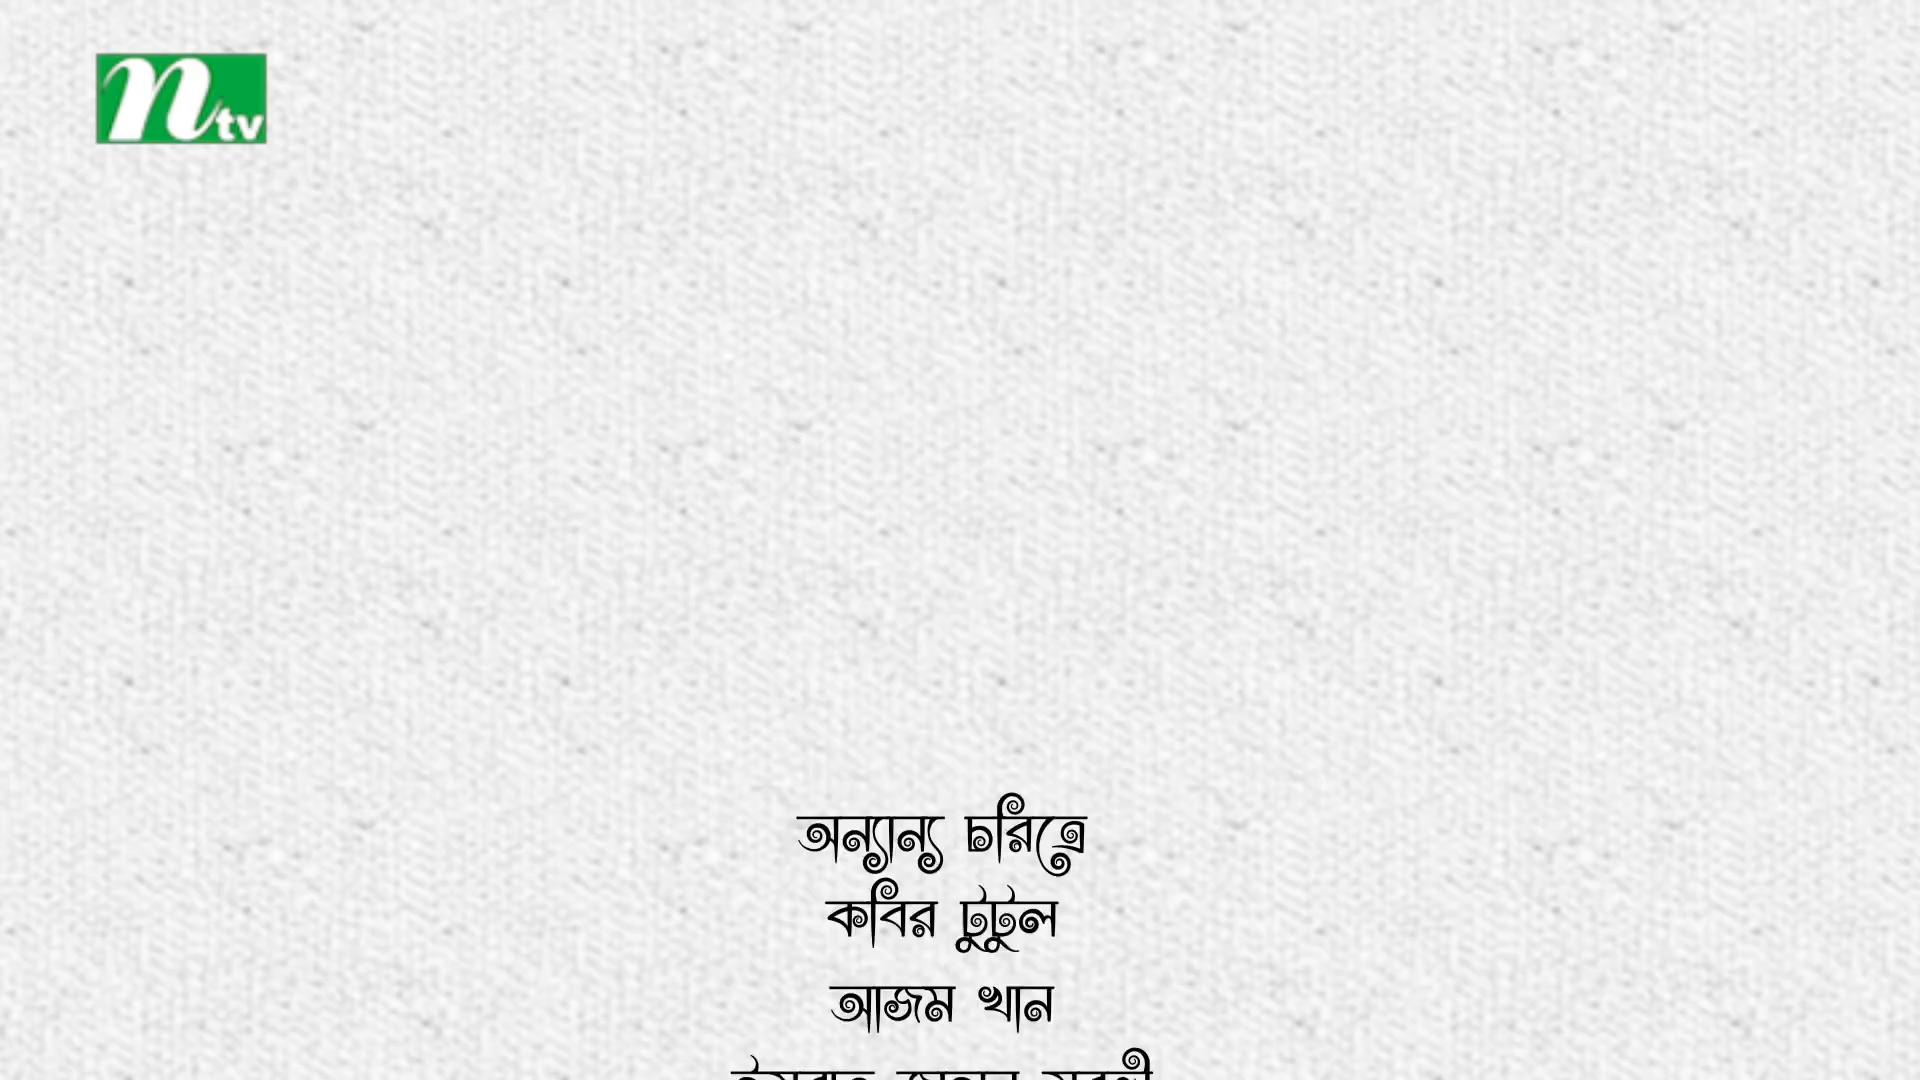 ntv
অন্যান্য চরিত্রে
কবির টুটুল
আজম খান